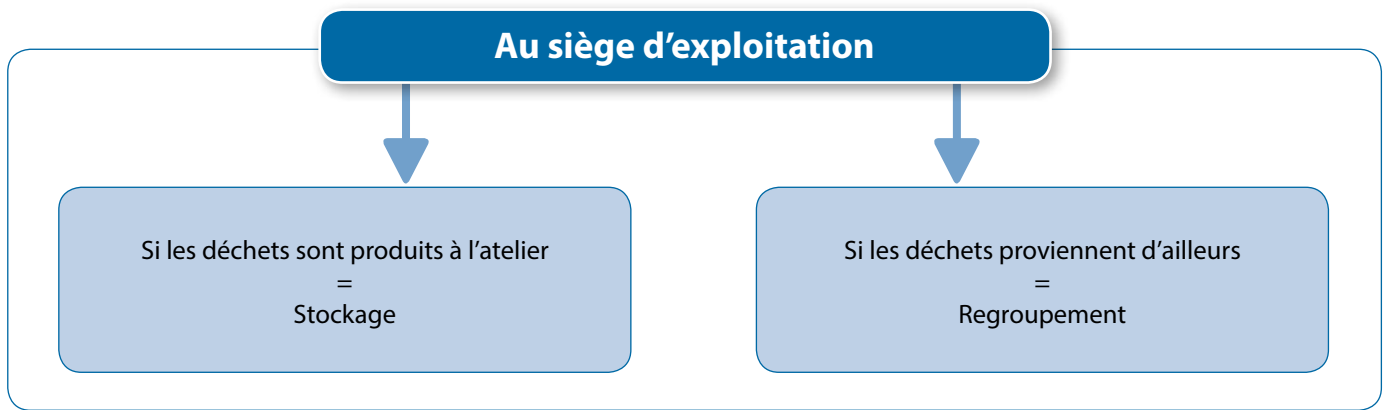 Au siège d’exploitation
Si les déchets sont produits à l’atelier
=
Stockage
Si les déchets proviennent d’ailleurs
=
Regroupement